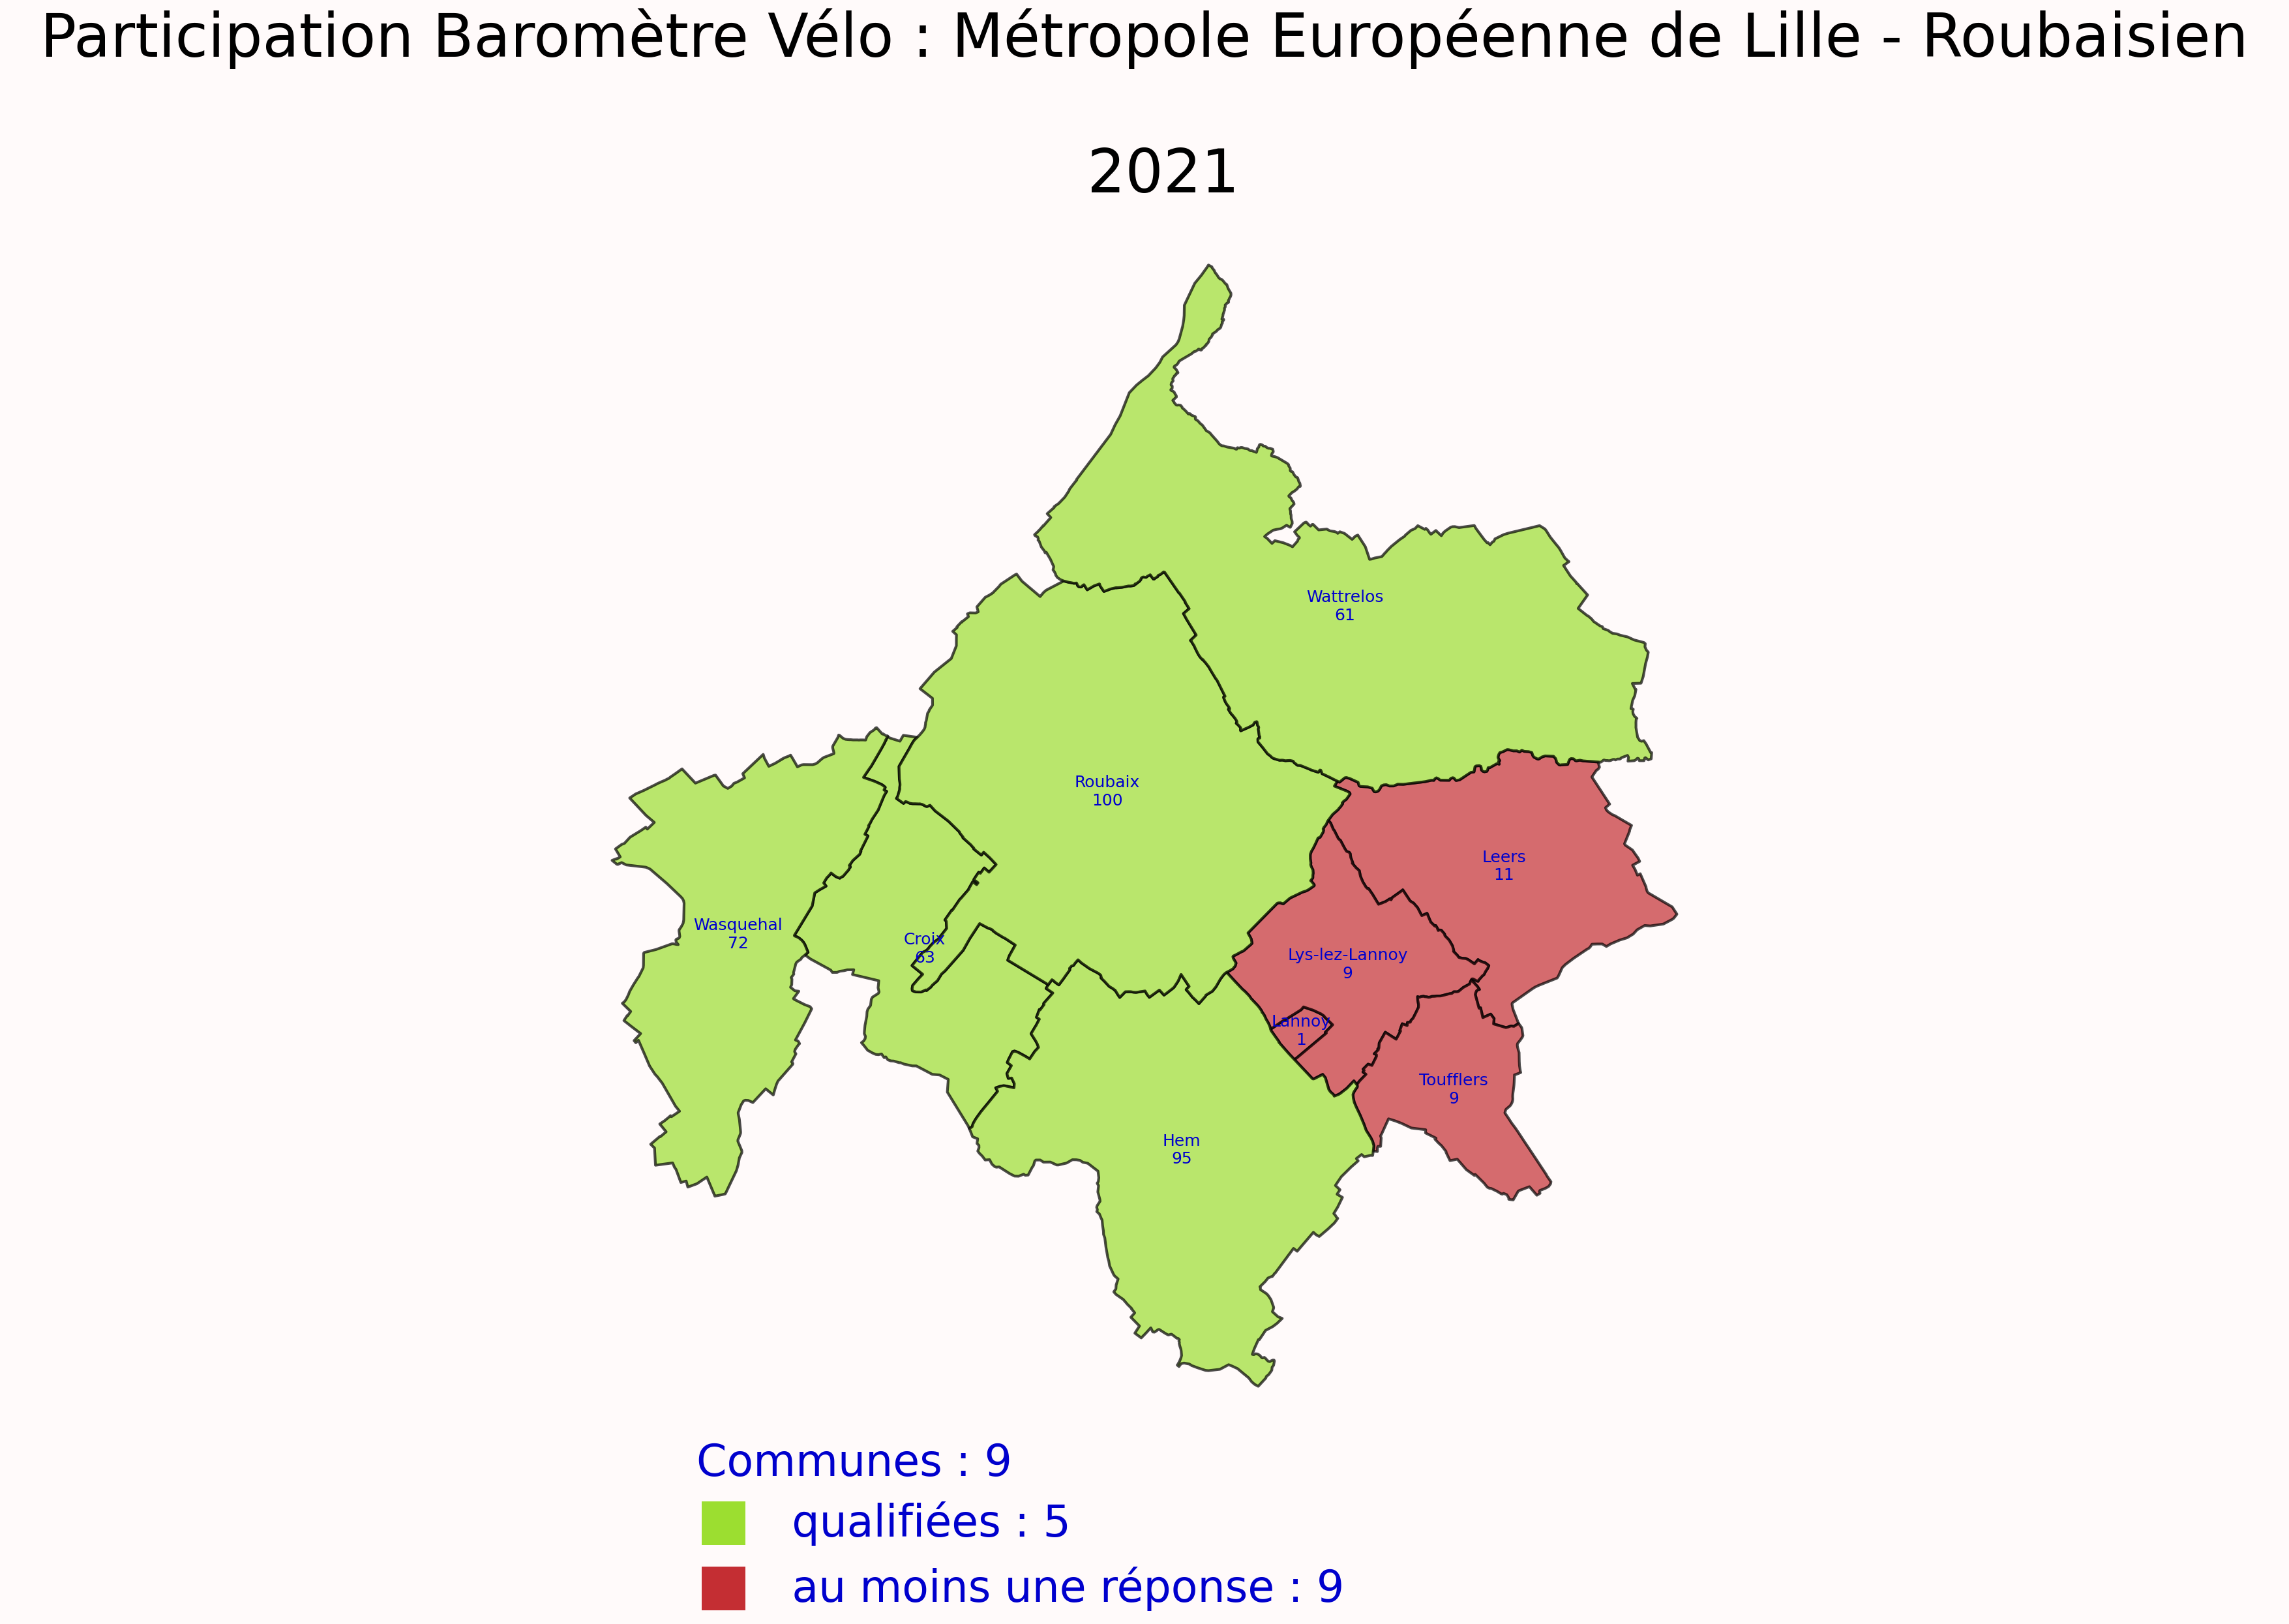 Participation Baromètre Vélo : Métropole Européenne de Lille - Roubaisien
2021
Wattrelos
61
Roubaix
100
Leers
11
Wasquehal
72
Croix
63
Lys-lez-Lannoy
9
Lannoy
1
Toufflers
9
Hem
95
Communes : 9
qualifiées : 5
au moins une réponse : 9